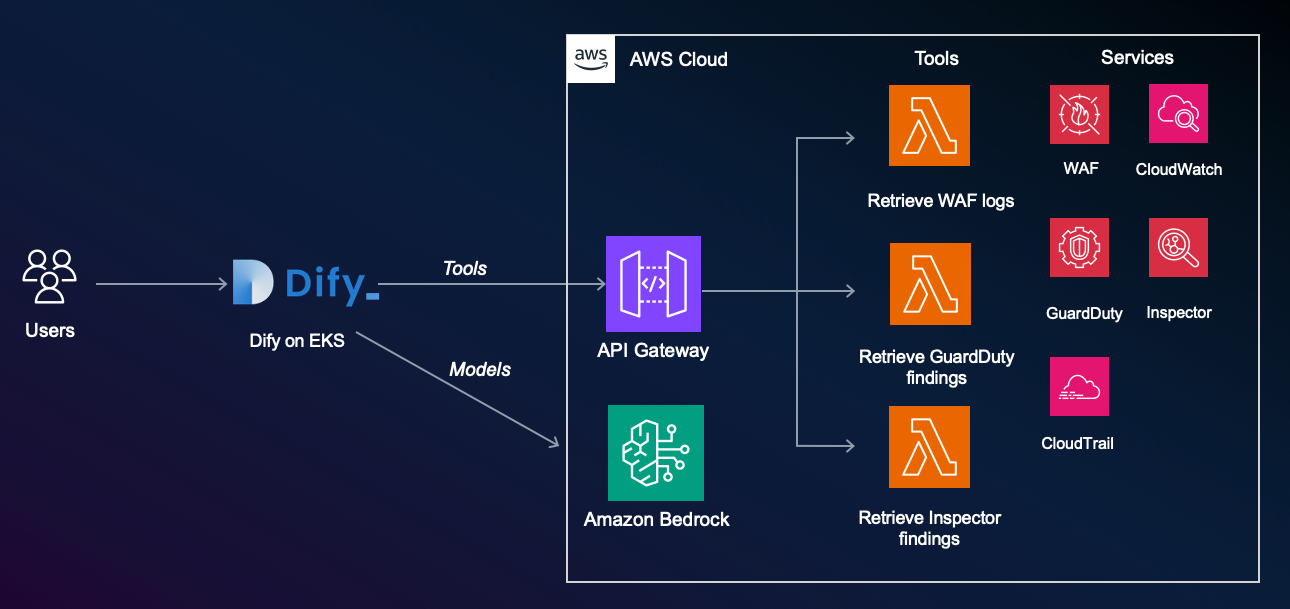 aws
AWS Cloud
Tools
Services
WAF
CloudWatch
Retrieve WAF logs
Users
Dify_
Dify on EKS
Tools
Models
</>
API Gateway
Amazon Bedrock
Retrieve GuardDuty
findings
GuardDuty
Inspector
CloudTrail
Retrieve Inspector
findings